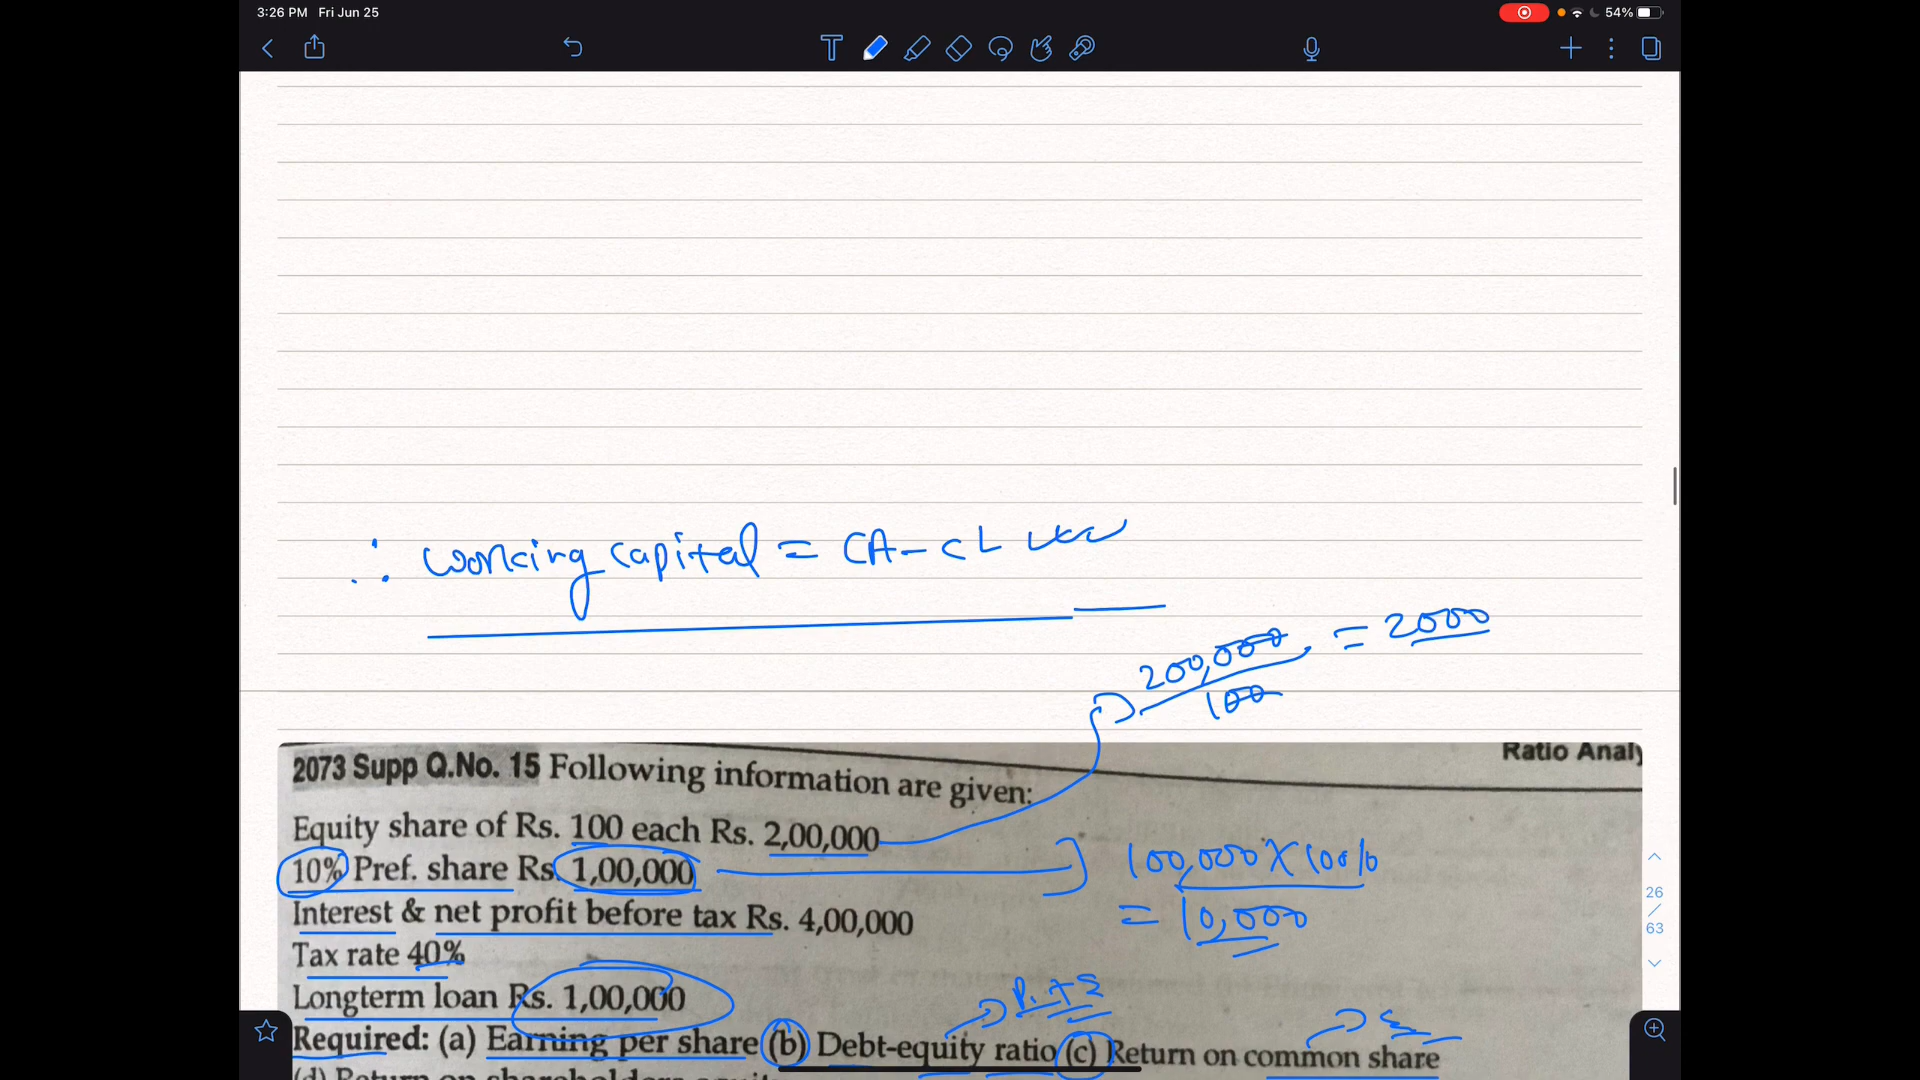 3:26 PM Fri Jun 25
54%
T
∴ Working capital = CA - CL
200,000 / 100 = 2000
Ratio Analy
2073 Supp Q.No. 15 Following information are given:
Equity share of Rs. 100 each Rs. 2,00,000
10% Pref. share Rs. 1,00,000
100,000 X 10%
= 10,000
Interest & net profit before tax Rs. 4,00,000
Tax rate 40%
Longterm loan Rs. 1,00,000
Required: (a) Earning per share (b) Debt-equity ratio (c) Return on common share
(d) Return on shareholders equity
26
/
63